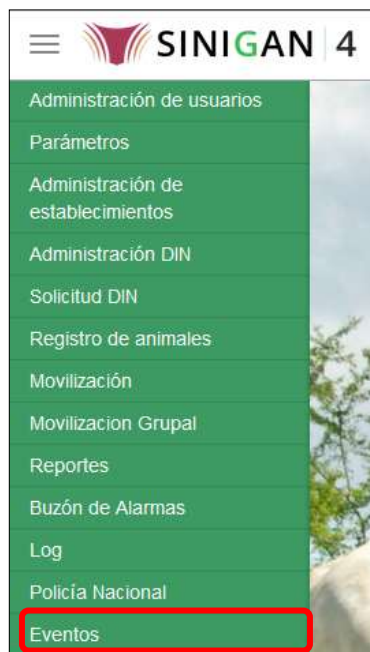 SINIGAN 4
Administración de usuarios
Parámetros
Administración de
establecimientos
Administración DIN
Solicitud DIN
Registro de animales
Movilización
Movilizacion Grupal
Reportes
Buzón de Alarmas
Log
Policía Nacional
Eventos